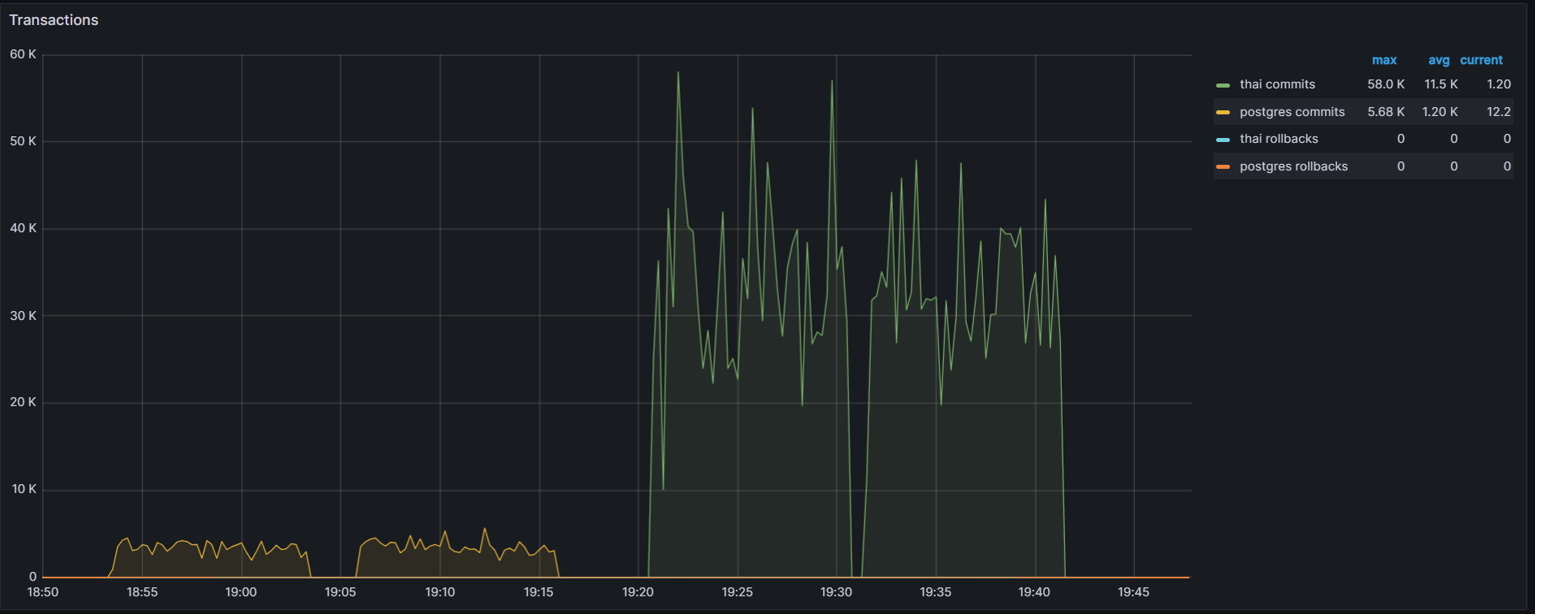 Transactions
60 K
50 K
40 K
30 K
20 K
10 K
0
18:50 18:55 19:00 19:05 19:10 19:15 19:20 19:25 19:30 19:35 19:40 19:45
max avg current
thai commits 58.0 K 11.5 K 1.20
postgres commits 5.68 K 1.20 K 12.2
thai rollbacks 0 0 0
postgres rollbacks 0 0 0